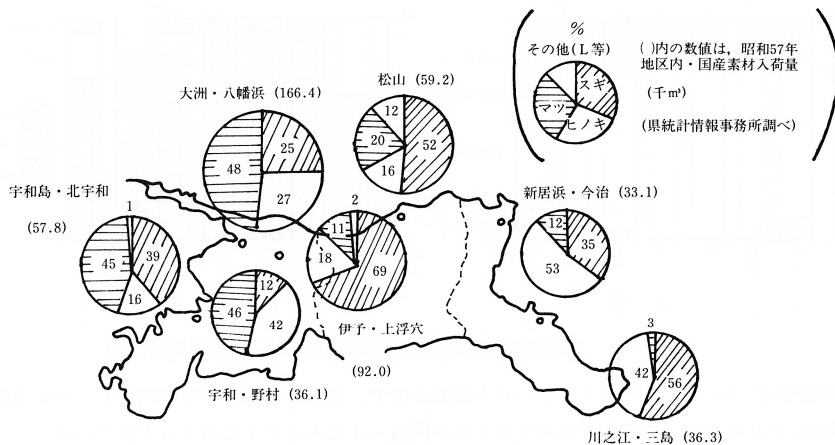 %
その他(L等)
スギ
マツ
ヒノキ
( )内の数値は,昭和57年
地区内・国産素材入荷量
(千m³)
(県統計情報事務所調べ)
松山 (59.2)
12
20
52
16
大洲・八幡浜 (166.4)
25
48
27
宇和島・北宇和
(57.8)
1
39
45
16
2
11
18
69
伊予・上浮穴
(92.0)
新居浜・今治 (33.1)
12
35
53
12
46
42
宇和・野村 (36.1)
3
42
56
川之江・三島 (36.3)